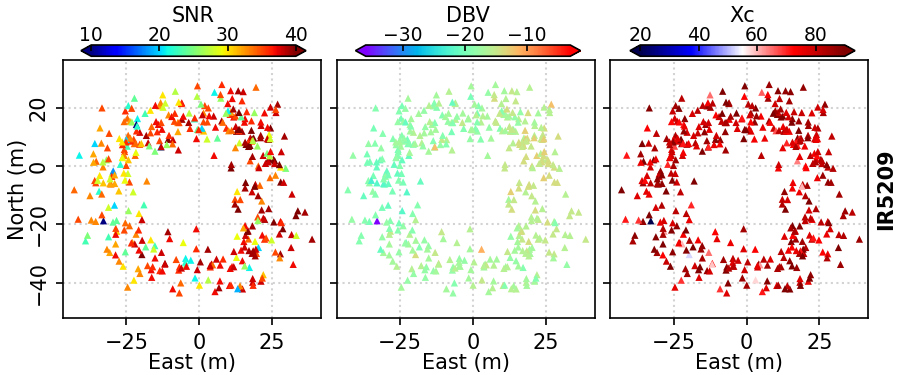 SNR DBV Xc
10 20 30 40 −30 −20 −10 20 40 60 80
20
0
−20
−40
North (m)
−25 0 25 −25 0 25 −25 0 25
East (m) East (m) East (m)
IR5209